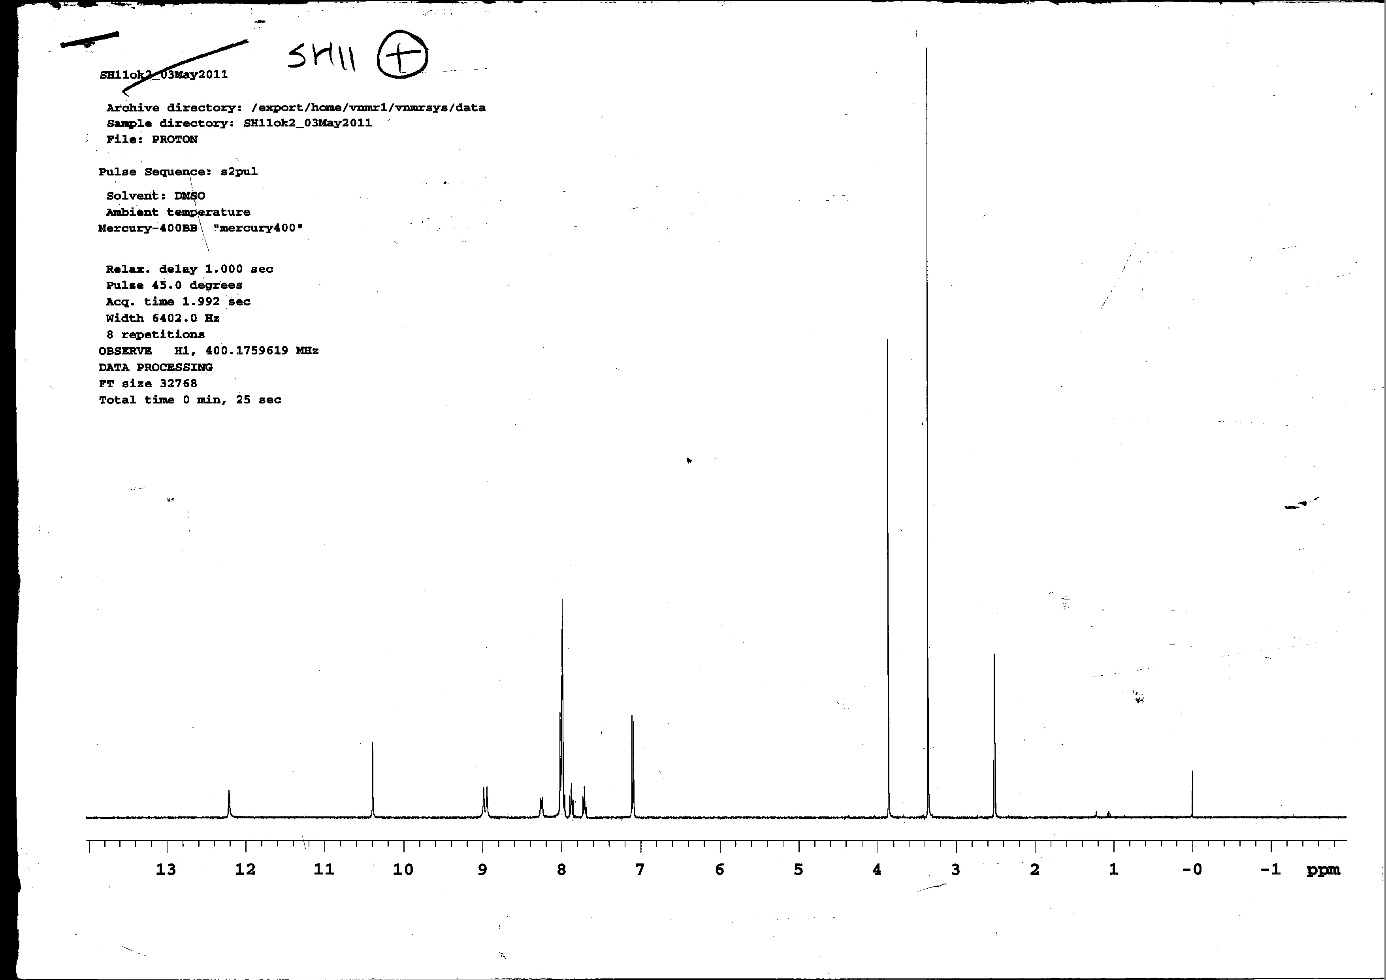 SH11 +
SH11ok2_03May2011
Archive directory: /export/home/vnmr1/vnmrsys/data
Sample directory: SH11ok2_03May2011
File: PROTON
Pulse Sequence: s2pul
Solvent: DMSO
Ambient temperature
Mercury-400BB "mercury400"
Relax. delay 1.000 sec
Pulse 45.0 degrees
Acq. time 1.992 sec
Width 6402.0 Hz
8 repetitions
OBSERVE H1, 400.1759619 MHz
DATA PROCESSING
FT size 32768
Total time 0 min, 25 sec
13 12 11 10 9 8 7 6 5 4 3 2 1 -0 -1 ppm